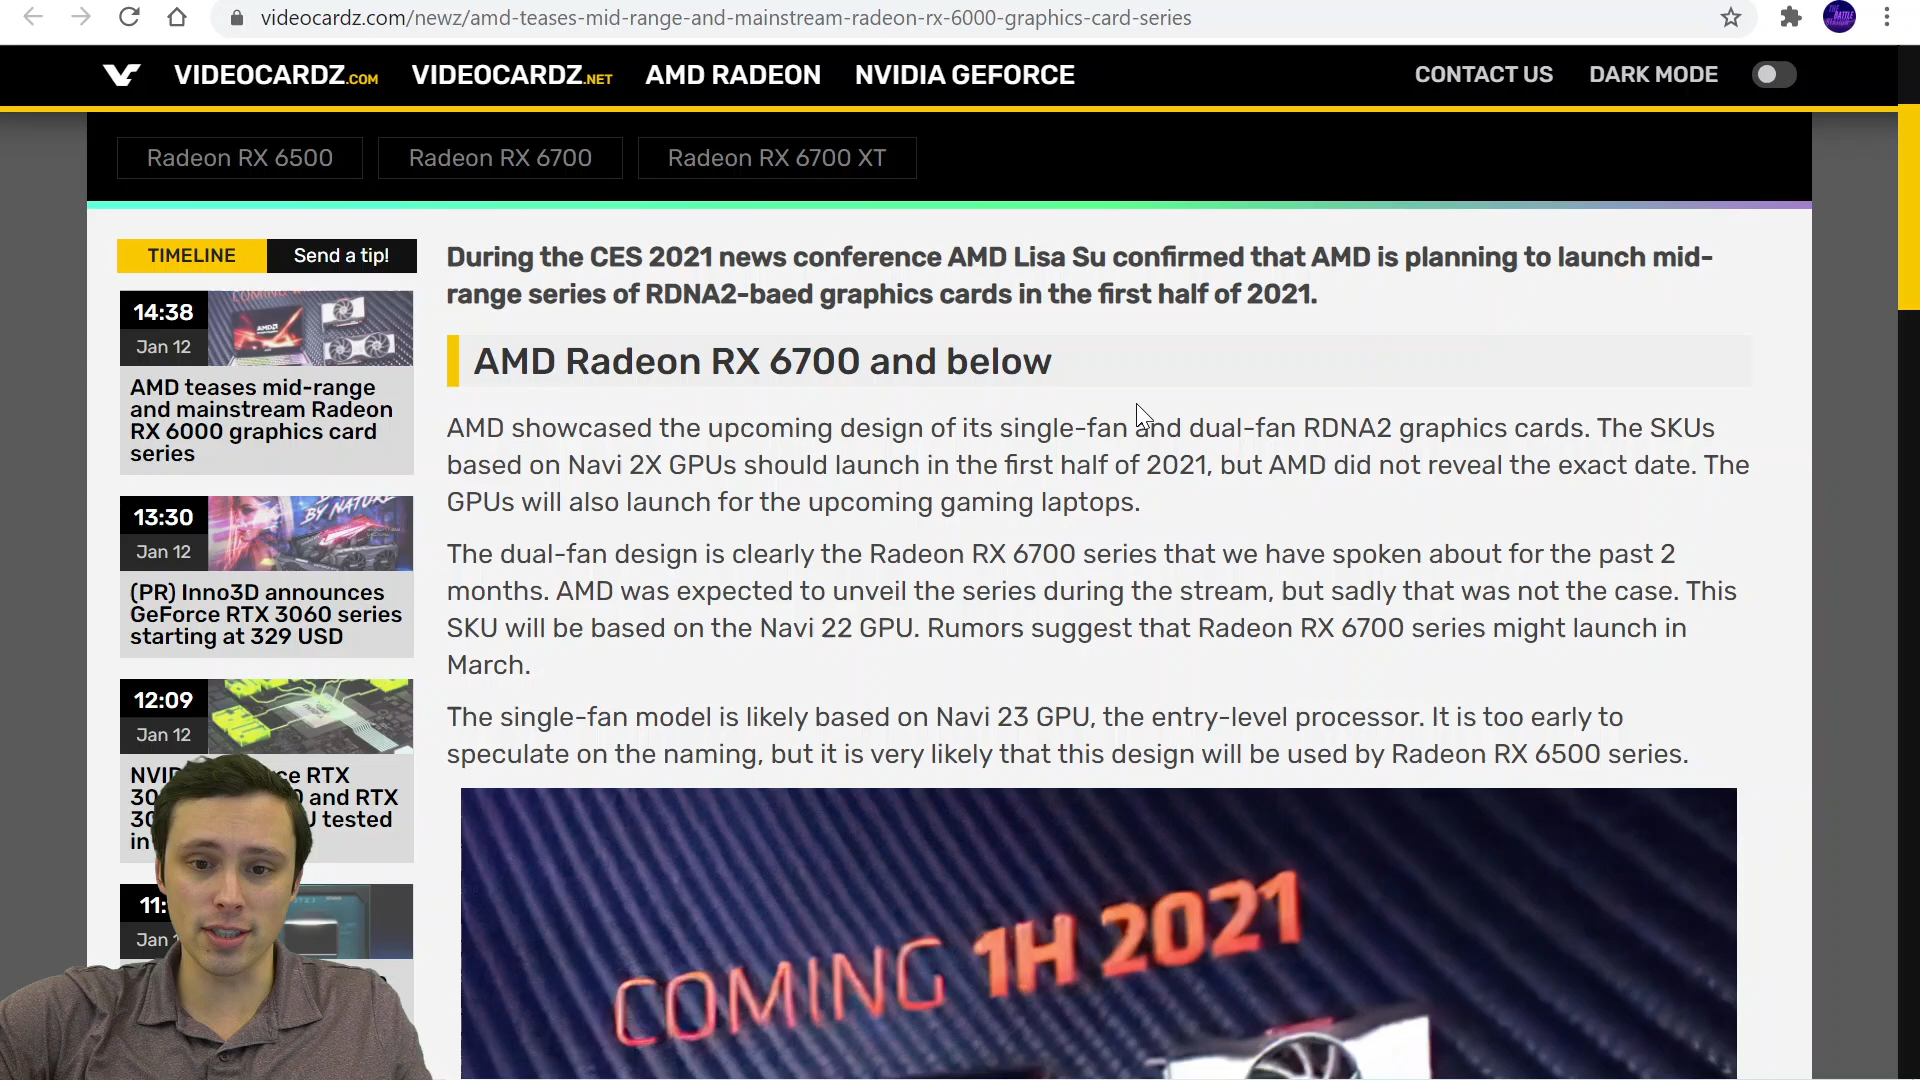 videocardz.com/newz/amd-teases-mid-range-and-mainstream-radeon-rx-6000-graphics-card-series
VIDEOCARDZ.COM VIDEOCARDZ.NET AMD RADEON NVIDIA GEFORCE CONTACT US DARK MODE
Radeon RX 6500 Radeon RX 6700 Radeon RX 6700 XT
TIMELINE Send a tip!
14:38
Jan 12
AMD teases mid-range
and mainstream Radeon
RX 6000 graphics card
series
13:30
Jan 12
BY NATURE
(PR) Inno3D announces
GeForce RTX 3060 series
starting at 329 USD
12:09
Jan 12
RTX
and RTX
tested
in
11:
Jan
During the CES 2021 news conference AMD Lisa Su confirmed that AMD is planning to launch mid-
range series of RDNA2-baed graphics cards in the first half of 2021.
AMD Radeon RX 6700 and below
AMD showcased the upcoming design of its single-fan and dual-fan RDNA2 graphics cards. The SKUs
based on Navi 2X GPUs should launch in the first half of 2021, but AMD did not reveal the exact date. The
GPUs will also launch for the upcoming gaming laptops.
The dual-fan design is clearly the Radeon RX 6700 series that we have spoken about for the past 2
months. AMD was expected to unveil the series during the stream, but sadly that was not the case. This
SKU will be based on the Navi 22 GPU. Rumors suggest that Radeon RX 6700 series might launch in
March.
The single-fan model is likely based on Navi 23 GPU, the entry-level processor. It is too early to
speculate on the naming, but it is very likely that this design will be used by Radeon RX 6500 series.
COMING 1H 2021